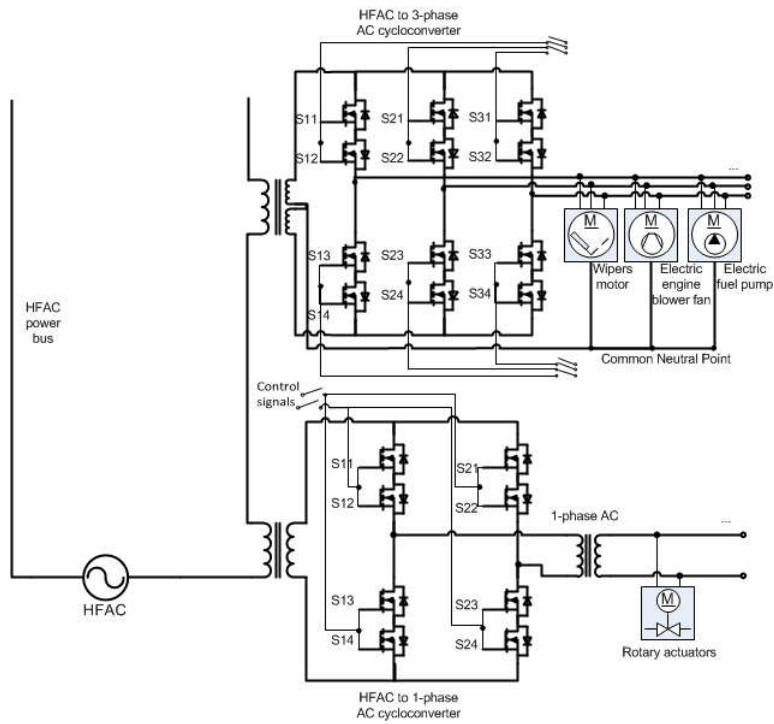 HFAC to 3-phase
AC cycloconverter
S11
S21
S31
S12
S22
S32
...
M
M
M
S13
S23
S33
Wipers
motor
Electric
engine
blower fan
Electric
fuel pump
S14
S24
S34
HFAC
power
bus
Common Neutral Point
Control
signals
S11
S21
S12
S22
1-phase AC
...
S13
S23
M
HFAC
S14
S24
Rotary actuators
HFAC to 1-phase
AC cycloconverter